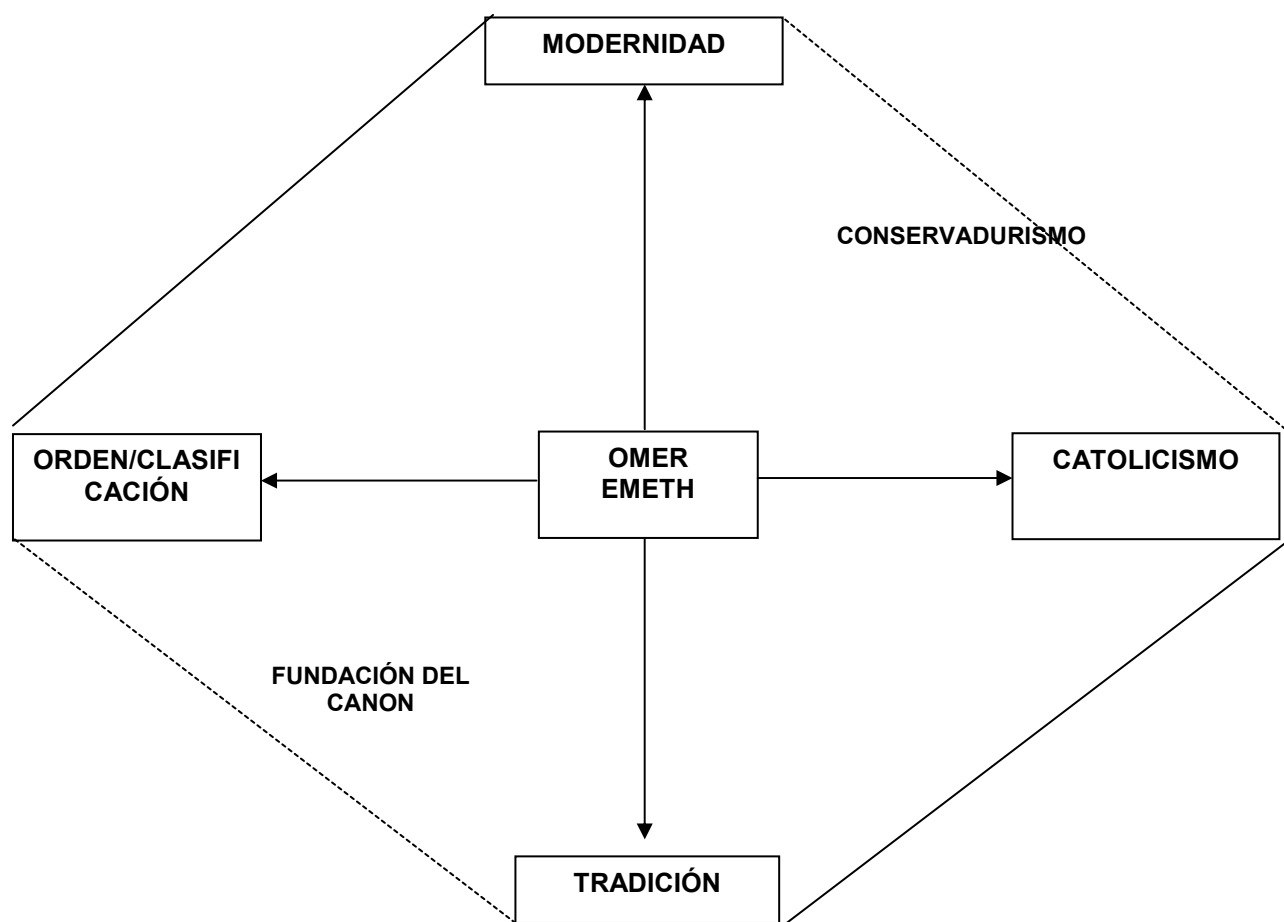 MODERNIDAD
CONSERVADURISMO
ORDEN/CLASIFI
CACIÓN
OMER
EMETH
CATOLICISMO
FUNDACIÓN DEL
CANON
TRADICIÓN